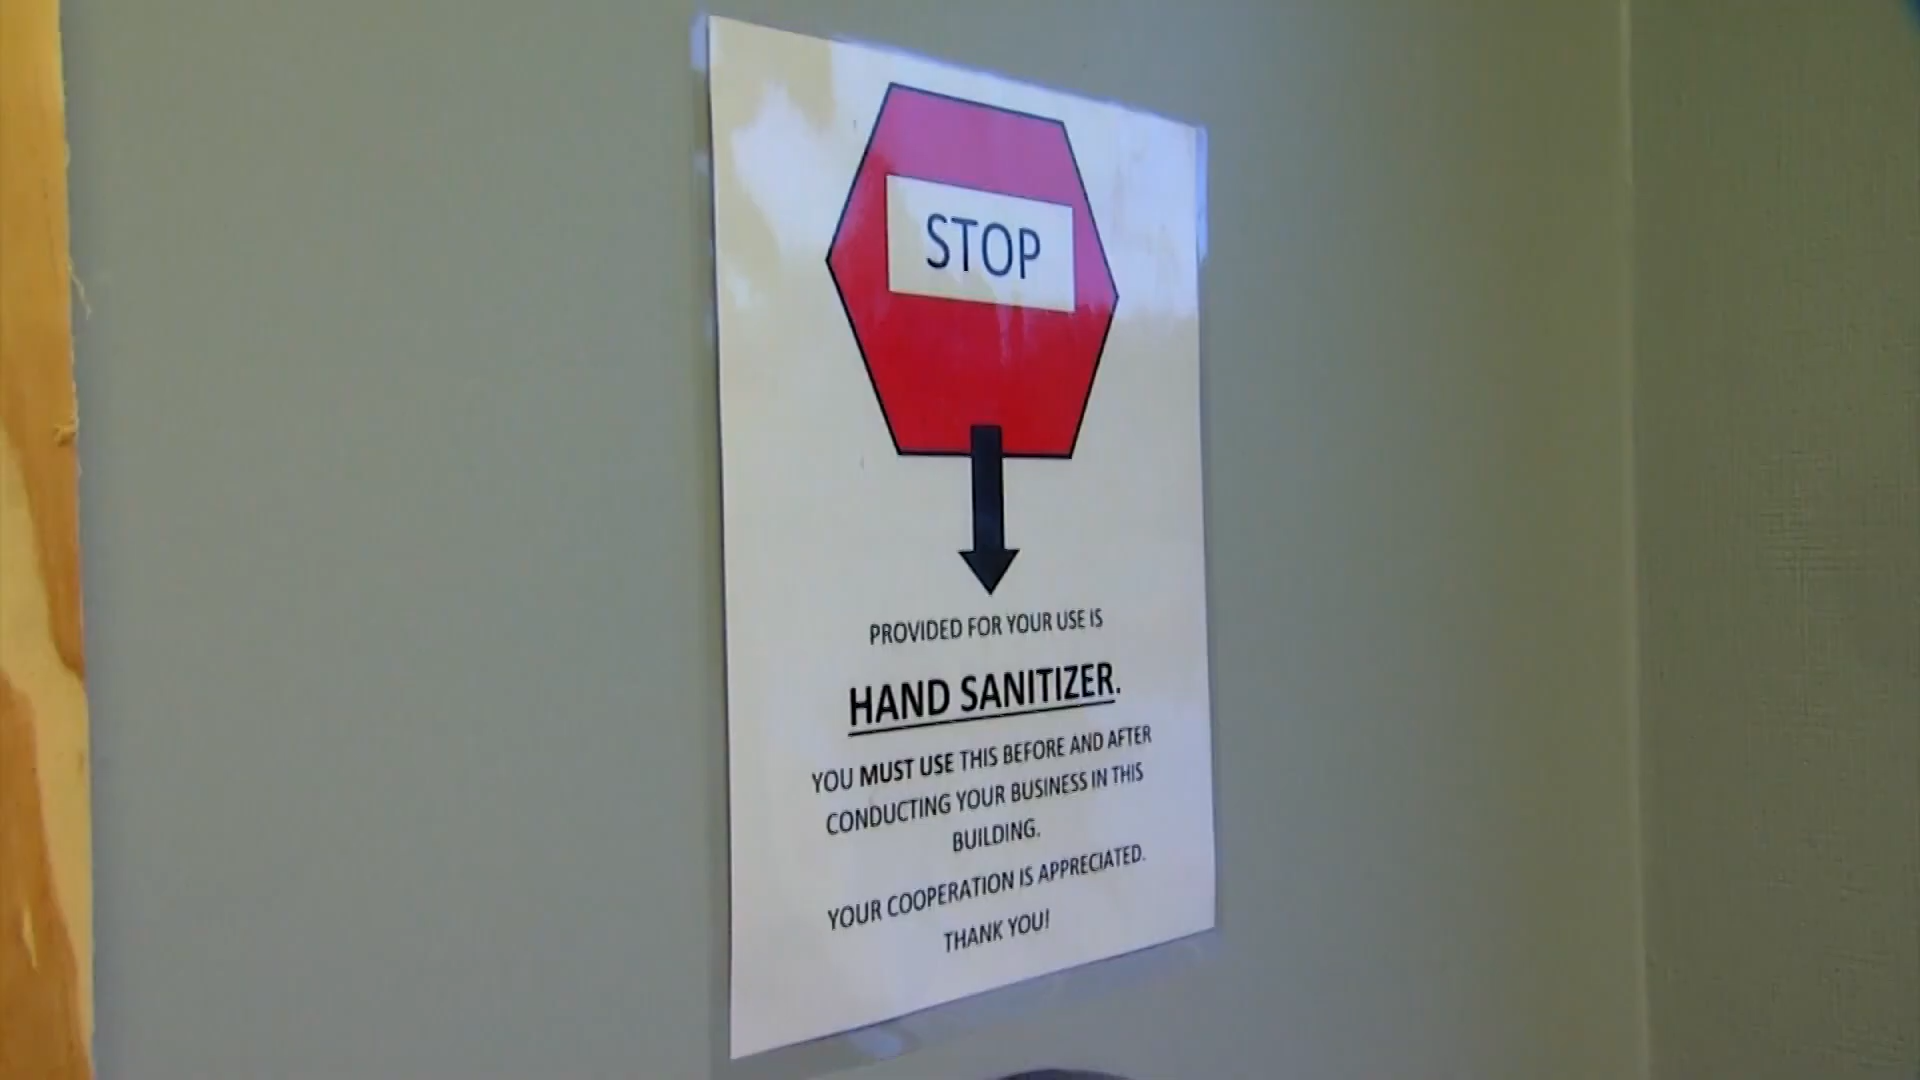 STOP
PROVIDED FOR YOUR USE IS
HAND SANITIZER.
YOU MUST USE THIS BEFORE AND AFTER
CONDUCTING YOUR BUSINESS IN THIS
BUILDING.
YOUR COOPERATION IS APPRECIATED.
THANK YOU!